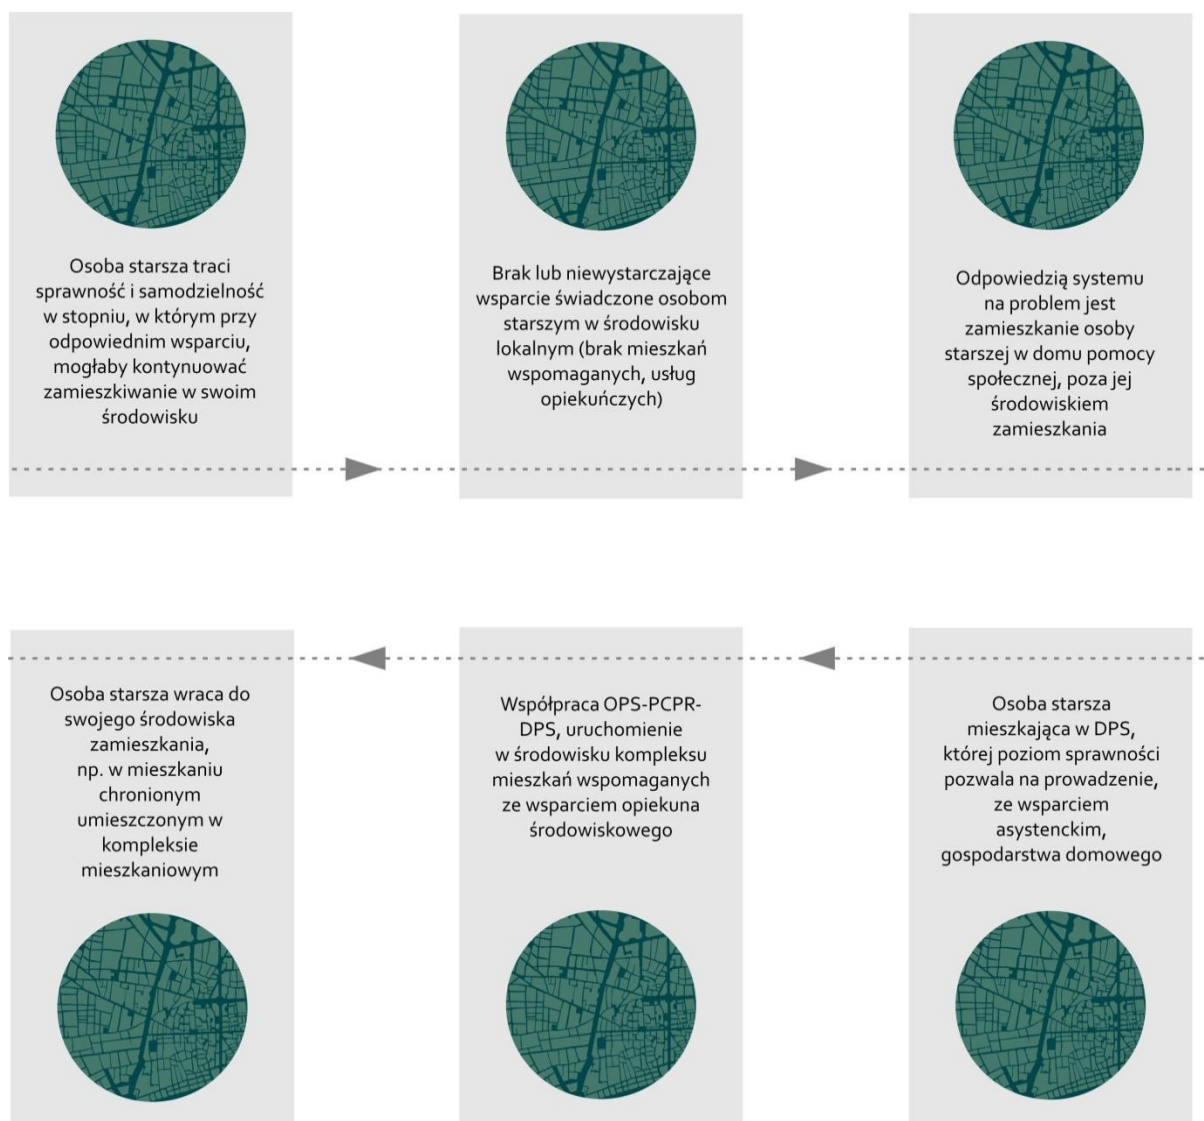 Osoba starsza traci
sprawność i samodzielność
w stopniu, w którym przy
odpowiednim wsparciu,
mogłaby kontynuować
zamieszkiwanie w swoim
środowisku
Brak lub niewystarczające
wsparcie świadczone osobom
starszym w środowisku
lokalnym (brak mieszkań
wspomaganych, usług
opiekuńczych)
Odpowiedzią systemu
na problem jest
zamieszkanie osoby
starszej w domu pomocy
społecznej, poza jej
środowiskiem
zamieszkania
Osoba starsza
mieszkająca w DPS,
której poziom sprawności
pozwala na prowadzenie,
ze wsparciem
asystenckim,
gospodarstwa domowego
Współpraca OPS-PCPR-
DPS, uruchomienie
w środowisku kompleksu
mieszkań wspomaganych
ze wsparciem opiekuna
środowiskowego
Osoba starsza wraca do
swojego środowiska
zamieszkania,
np. w mieszkaniu
chronionym
umieszczonym w
kompleksie
mieszkaniowym